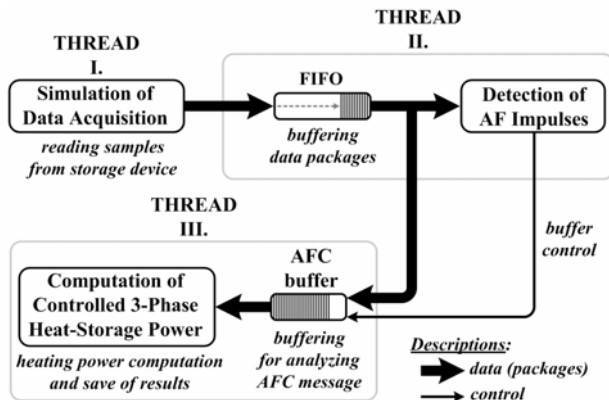 THREAD
I.
Simulation of
Data Acquisition
reading samples
from storage device
THREAD
II.
FIFO
buffering
data packages
Detection of
AF Impulses
buffer
control
THREAD
III.
Computation of
Controlled 3-Phase
Heat-Storage Power
heating power computation
and save of results
AFC
buffer
buffering
for analyzing
AFC message
Descriptions:
data (packages)
control